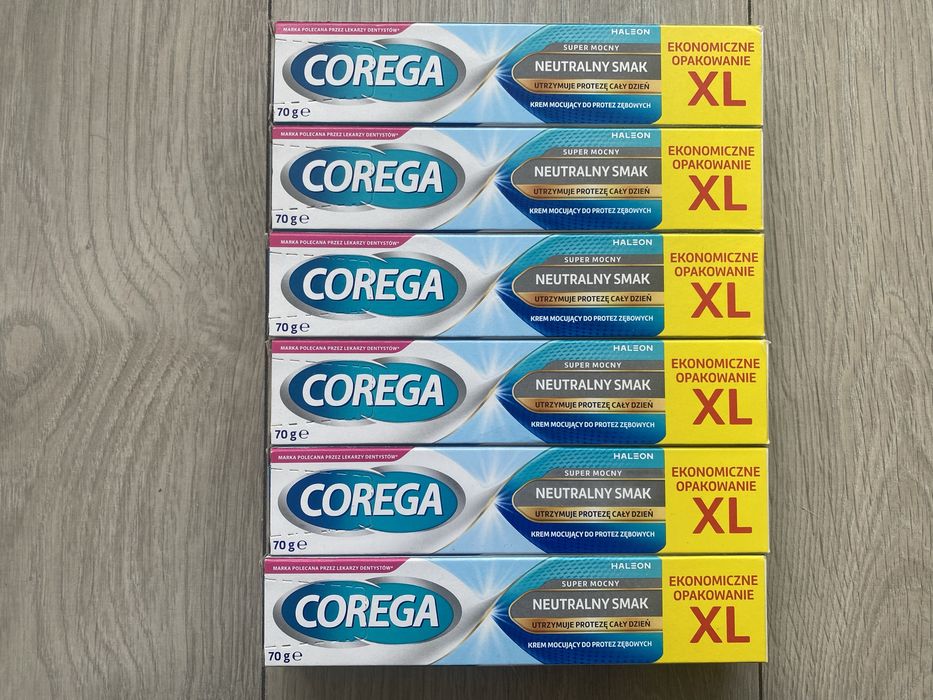 MARKA POLECANA PRZEZ LEKARZY DENTYSTÓW*
HALEON
COREGA
SUPER MOCNY
NEUTRALNY SMAK
UTRZYMUJE PROTEZĘ CAŁY DZIEŃ
KREM MOCUJĄCY DO PROTEZ ZĘBOWYCH
70 g e
EKONOMICZNE
OPAKOWANIE
XL
MARKA POLECANA PRZEZ LEKARZY DENTYSTÓW*
HALEON
COREGA
SUPER MOCNY
NEUTRALNY SMAK
UTRZYMUJE PROTEZĘ CAŁY DZIEŃ
KREM MOCUJĄCY DO PROTEZ ZĘBOWYCH
70 g e
EKONOMICZNE
OPAKOWANIE
XL
MARKA POLECANA PRZEZ LEKARZY DENTYSTÓW*
HALEON
COREGA
SUPER MOCNY
NEUTRALNY SMAK
UTRZYMUJE PROTEZĘ CAŁY DZIEŃ
KREM MOCUJĄCY DO PROTEZ ZĘBOWYCH
70 g e
EKONOMICZNE
OPAKOWANIE
XL
MARKA POLECANA PRZEZ LEKARZY DENTYSTÓW*
HALEON
COREGA
SUPER MOCNY
NEUTRALNY SMAK
UTRZYMUJE PROTEZĘ CAŁY DZIEŃ
KREM MOCUJĄCY DO PROTEZ ZĘBOWYCH
70 g e
EKONOMICZNE
OPAKOWANIE
XL
MARKA POLECANA PRZEZ LEKARZY DENTYSTÓW*
HALEON
COREGA
SUPER MOCNY
NEUTRALNY SMAK
UTRZYMUJE PROTEZĘ CAŁY DZIEŃ
KREM MOCUJĄCY DO PROTEZ ZĘBOWYCH
70 g e
EKONOMICZNE
OPAKOWANIE
XL
MARKA POLECANA PRZEZ LEKARZY DENTYSTÓW*
HALEON
COREGA
SUPER MOCNY
NEUTRALNY SMAK
UTRZYMUJE PROTEZĘ CAŁY DZIEŃ
KREM MOCUJĄCY DO PROTEZ ZĘBOWYCH
70 g e
EKONOMICZNE
OPAKOWANIE
XL